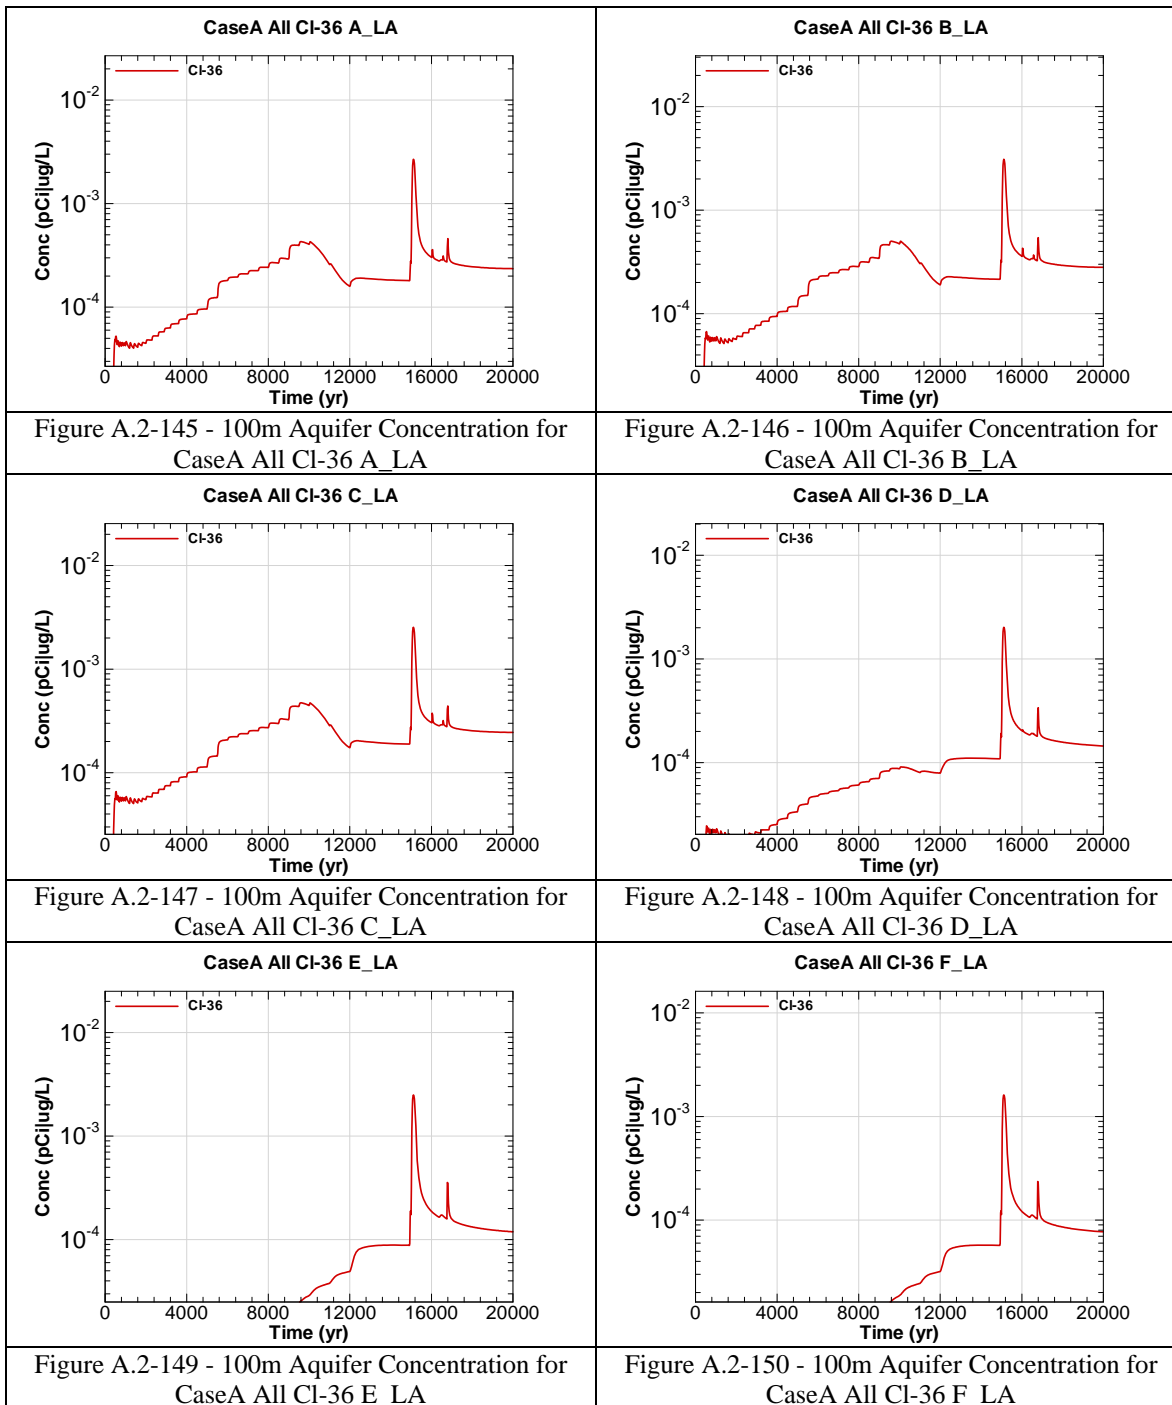 CaseA All Cl-36 A_LA
Cl-36
10-2
10-3
10-4
Conc (pCi|ug/L)
0 4000 8000 12000 16000 20000
Time (yr)
Figure A.2-145 - 100m Aquifer Concentration for
CaseA All Cl-36 A_LA
CaseA All Cl-36 B_LA
Cl-36
10-2
10-3
10-4
Conc (pCi|ug/L)
0 4000 8000 12000 16000 20000
Time (yr)
Figure A.2-146 - 100m Aquifer Concentration for
CaseA All Cl-36 B_LA
CaseA All Cl-36 C_LA
Cl-36
10-2
10-3
10-4
Conc (pCi|ug/L)
0 4000 8000 12000 16000 20000
Time (yr)
Figure A.2-147 - 100m Aquifer Concentration for
CaseA All Cl-36 C_LA
CaseA All Cl-36 D_LA
Cl-36
10-2
10-3
10-4
Conc (pCi|ug/L)
0 4000 8000 12000 16000 20000
Time (yr)
Figure A.2-148 - 100m Aquifer Concentration for
CaseA All Cl-36 D_LA
CaseA All Cl-36 E_LA
Cl-36
10-2
10-3
10-4
Conc (pCi|ug/L)
0 4000 8000 12000 16000 20000
Time (yr)
Figure A.2-149 - 100m Aquifer Concentration for
CaseA All Cl-36 E_LA
CaseA All Cl-36 F_LA
Cl-36
10-2
10-3
10-4
Conc (pCi|ug/L)
0 4000 8000 12000 16000 20000
Time (yr)
Figure A.2-150 - 100m Aquifer Concentration for
CaseA All Cl-36 F_LA